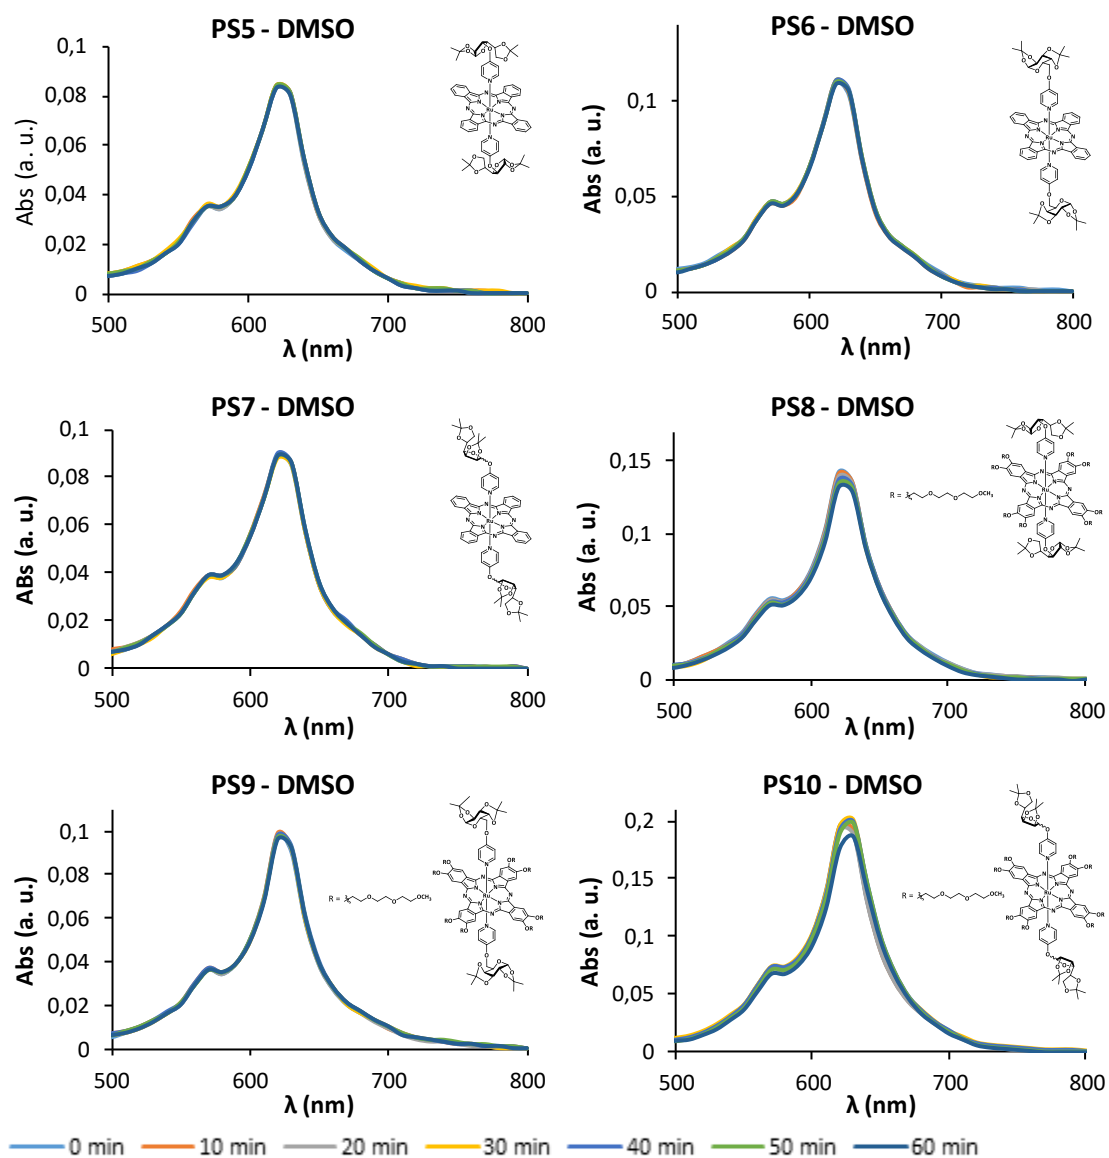 PS5 - DMSO
0,1
0,08
0,06
0,04
0,02
0
Abs (a. u.)
500 600 700 800
λ (nm)
PS6 - DMSO
0,1
0,05
0
Abs (a. u.)
500 600 700 800
λ (nm)
PS7 - DMSO
0,1
0,08
0,06
0,04
0,02
0
ABs (a. u.)
500 600 700 800
λ (nm)
PS8 - DMSO
0,15
0,1
0,05
0
Abs (a. u.)
500 600 700 800
λ (nm)
PS9 - DMSO
0,1
0,08
0,06
0,04
0,02
0
Abs (a. u.)
500 600 700 800
λ (nm)
PS10 - DMSO
0,2
0,15
0,1
0,05
0
Abs (a. u.)
500 600 700 800
λ (nm)
0 min 10 min 20 min 30 min 40 min 50 min 60 min